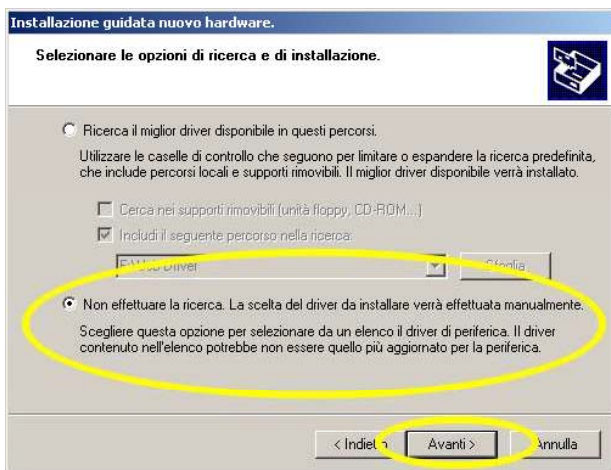 Installazione guidata nuovo hardware.
Selezionare le opzioni di ricerca e di installazione.
Ricerca il miglior driver disponibile in questi percorsi.
Utilizzare le caselle di controllo che seguono per limitare o espandere la ricerca predefinita,
che include percorsi locali e supporti rimovibili. Il miglior driver disponibile verrà installato.
Cerca nei supporti rimovibili (unità floppy, CD-ROM...)
Includi il seguente percorso nella ricerca:
Driver
Sfoglia
Non effettuare la ricerca. La scelta del driver da installare verrà effettuata manualmente.
Scegliere questa opzione per selezionare da un elenco il driver di periferica. Il driver
contenuto nell'elenco potrebbe non essere quello più aggiornato per la periferica.
< Indietro Avanti > Annulla